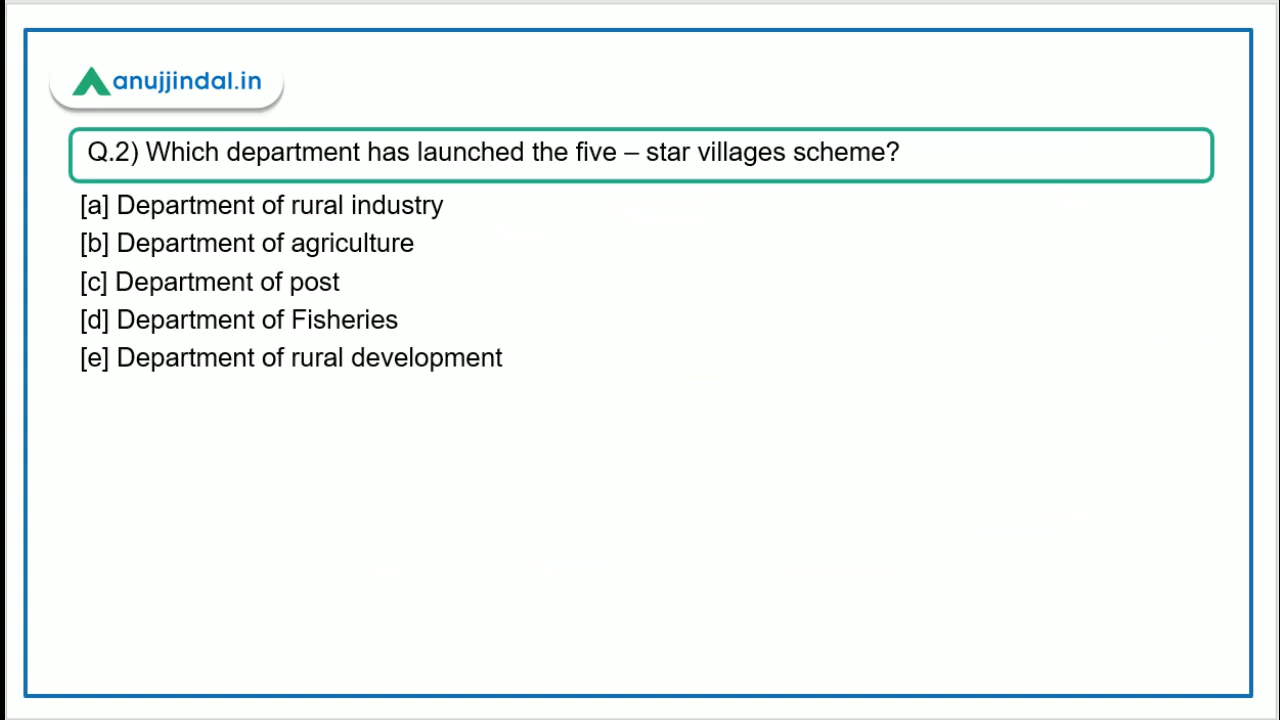 anujjindal.in
Q.2) Which department has launched the five – star villages scheme?
[a] Department of rural industry
[b] Department of agriculture
[c] Department of post
[d] Department of Fisheries
[e] Department of rural development